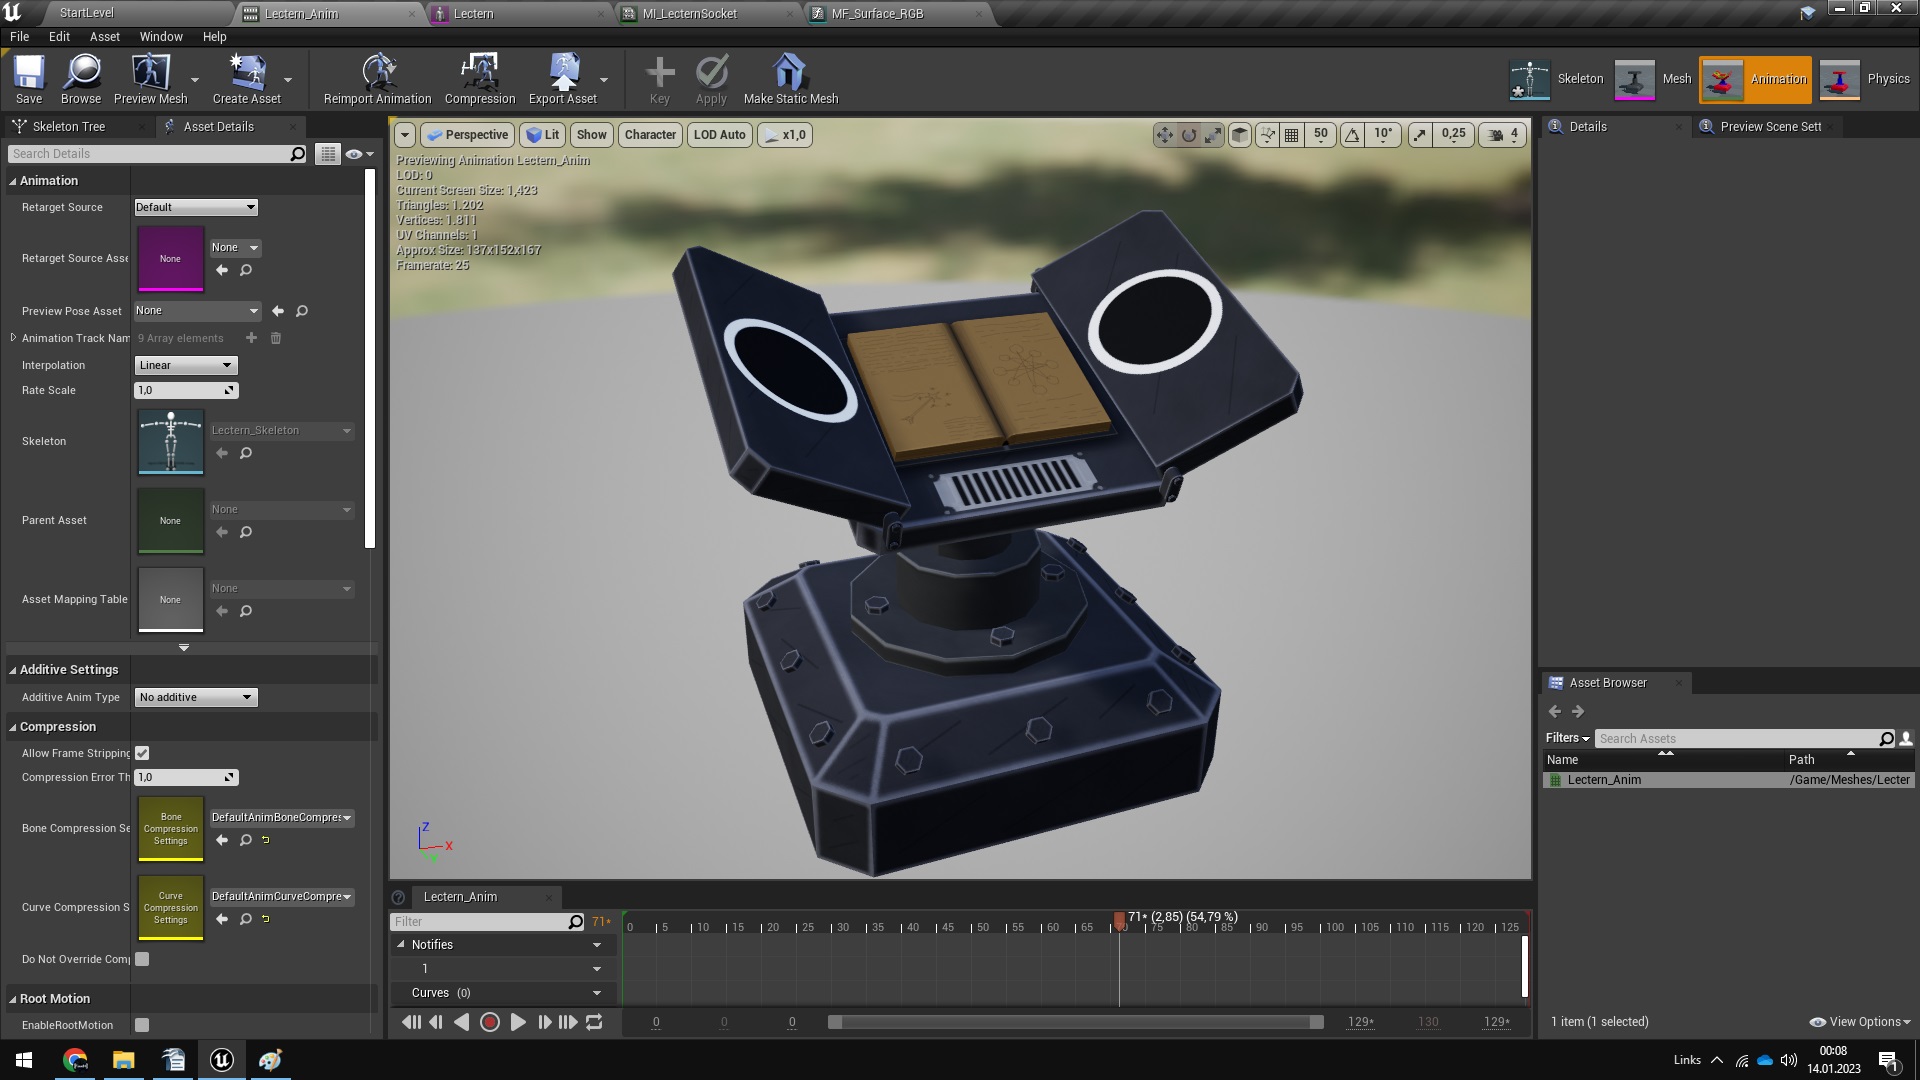 StartLevel
Lectern_Anim
Lectern
MI_LecternSocket
MF_Surface_RGB
File Edit Asset Window Help
Save
Browse
Preview Mesh
Create Asset
Reimport Animation
Compression
Export Asset
Key
Apply
Make Static Mesh
Skeleton
Mesh
Animation
Physics
Skeleton Tree
Asset Details
Search Details
Animation
Retarget Source Default
Retarget Source Asse None None
Preview Pose Asset None
Animation Track Nam 9 Array elements
Interpolation Linear
Rate Scale 1,0
Skeleton Lectern_Skeleton
Parent Asset None None
Asset Mapping Table None None
Additive Settings
Additive Anim Type No additive
Compression
Allow Frame Stripping
Compression Error Th 1,0
Bone Compression Se Bone Compression Settings DefaultAnimBoneCompres
Curve Compression S Curve Compression Settings DefaultAnimCurveCompre
Do Not Override Comp
Root Motion
EnableRootMotion
Perspective Lit Show Character LOD Auto x1,0
50 10° 0,25 4
Previewing Animation Lectern_Anim
LOD: 0
Current Screen Size: 1,423
Triangles: 1.202
Vertices: 1.811
UV Channels: 1
Approx Size: 137x152x167
Framerate: 25
Z
X
Lectern_Anim
Filter 71*
71* (2,85) (54,79 %)
0 5 10 15 20 25 30 35 40 45 50 55 60 65 70 75 80 85 90 95 100 105 110 115 120 125
Notifies
1
Curves (0)
0 0 0 129* 130 129*
Details
Preview Scene Sett
Asset Browser
Filters Search Assets
Name Path
Lectern_Anim /Game/Meshes/Lecter
1 item (1 selected) View Options
Links
00:08
14.01.2023
1